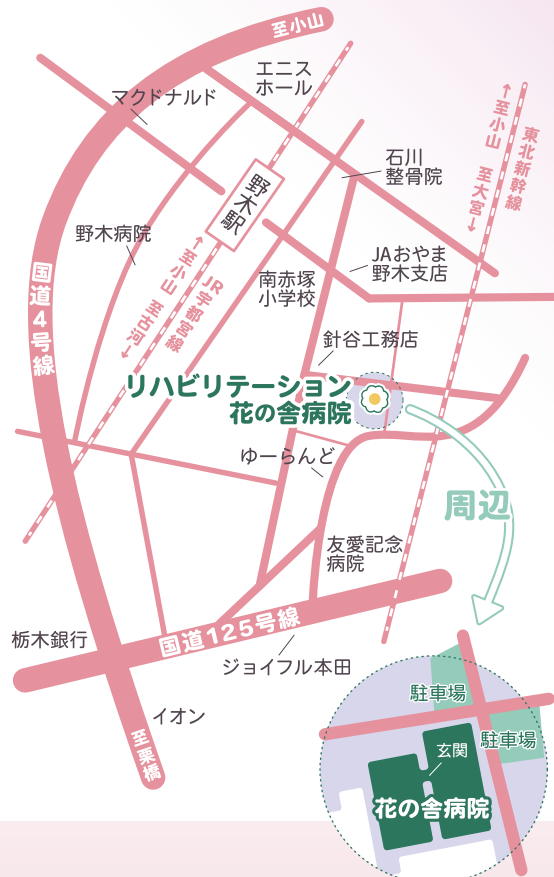 至小山
エニス
ホール
マクドナルド
石川
整骨院
↑至小山 至大宮↓
東北新幹線
野木駅
野木病院
JAおやま
野木支店
南赤塚
小学校
↑至小山 至古河↓
JR宇都宮線
国道4号線
針谷工務店
リハビリテーション
花の舎病院
ゆーらんど
周辺
友愛記念
病院
国道125号線
栃木銀行
ジョイフル本田
イオン
至栗橋
駐車場
駐車場
玄関
花の舎病院